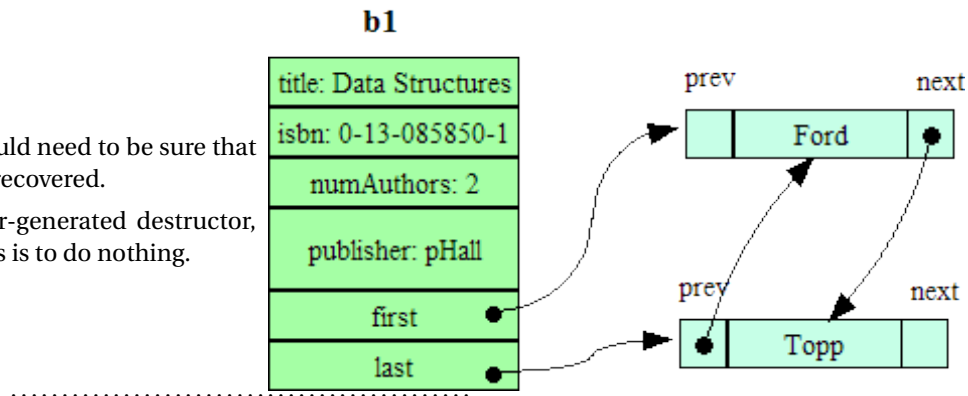 b1
title: Data Structures
isbn: 0-13-085850-1
numAuthors: 2
publisher: pHall
first
last
prev
next
Ford
prev
next
Topp
need to be sure that
recovered.
r-generated destructor,
s is to do nothing.